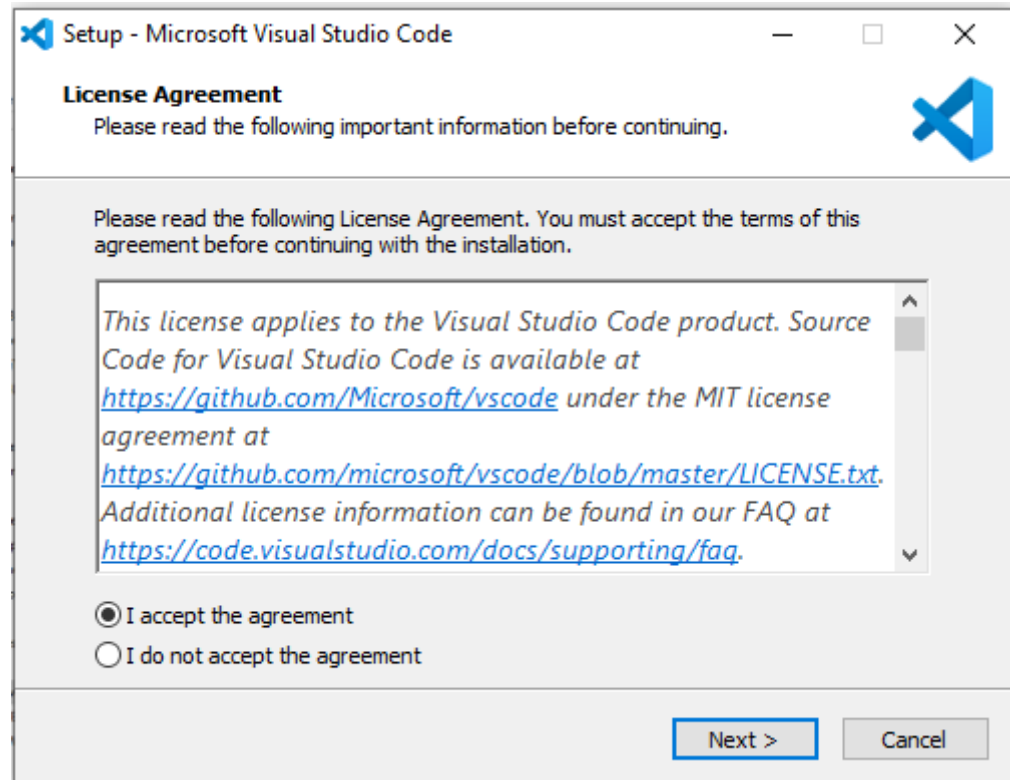 Setup - Microsoft Visual Studio Code
License Agreement
Please read the following important information before continuing.
Please read the following License Agreement. You must accept the terms of this
agreement before continuing with the installation.
This license applies to the Visual Studio Code product. Source
Code for Visual Studio Code is available at
https://github.com/Microsoft/vscode under the MIT license
agreement at
https://github.com/microsoft/vscode/blob/master/LICENSE.txt.
Additional license information can be found in our FAQ at
https://code.visualstudio.com/docs/supporting/faq.
I accept the agreement
I do not accept the agreement
Next >
Cancel